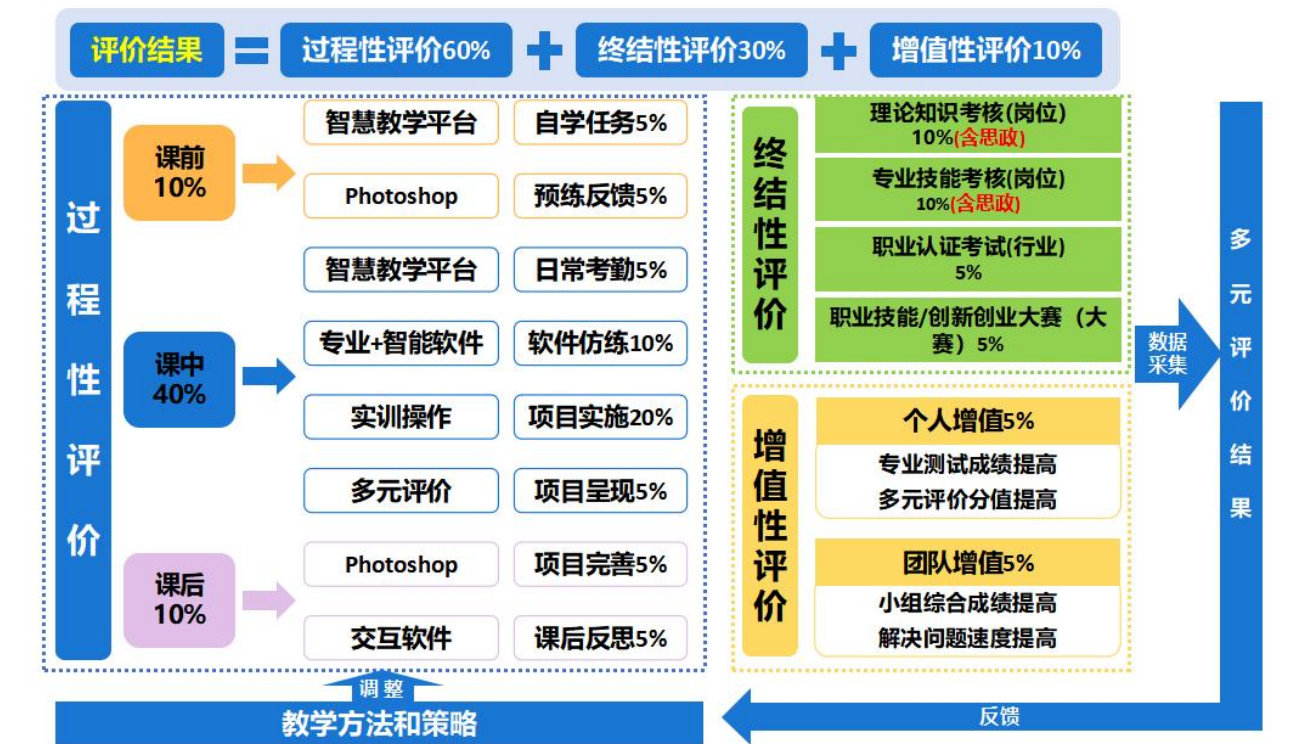 评价结果 = 过程性评价60% + 终结性评价30% + 增值性评价10%
过程性评价
课前
10%
智慧教学平台 自学任务5%
Photoshop 预练反馈5%
课中
40%
智慧教学平台 日常考勤5%
专业+智能软件 软件仿练10%
实训操作 项目实施20%
多元评价 项目呈现5%
课后
10%
Photoshop 项目完善5%
交互软件 课后反思5%
终结性评价
理论知识考核(岗位)
10%(含思政)
专业技能考核(岗位)
10%(含思政)
职业认证考试(行业)
5%
职业技能/创新创业大赛（大
赛）5%
增值性评价
个人增值5%
专业测试成绩提高
多元评价分值提高
团队增值5%
小组综合成绩提高
解决问题速度提高
数据
采集
多元评价结果
反馈
调整
教学方法和策略